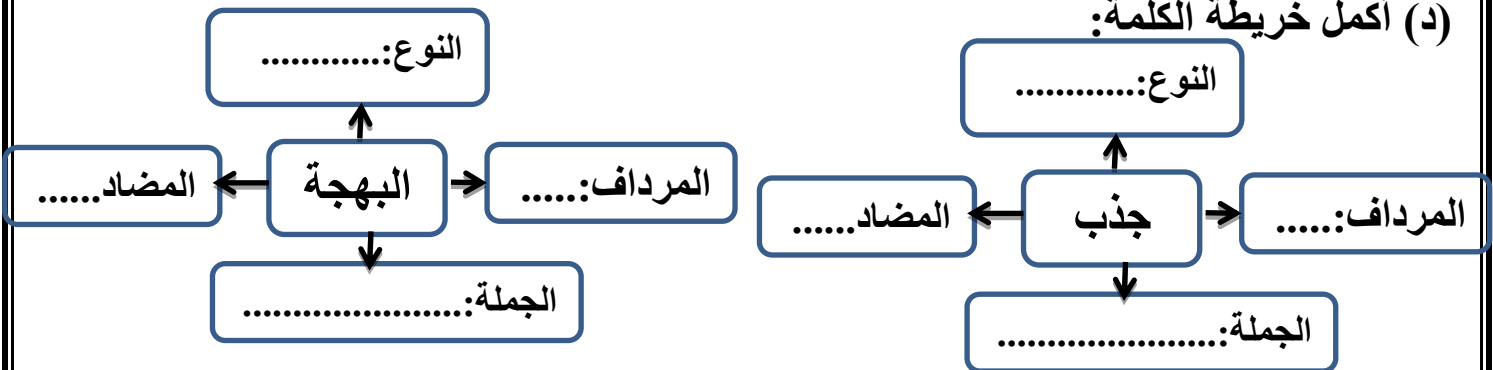 (د) أكمل خريطة الكلمة:
النوع:............
المرداف:.....
جذب
المضاد......
الجملة:......................
النوع:............
المرداف:.....
البهجة
المضاد......
الجملة:......................